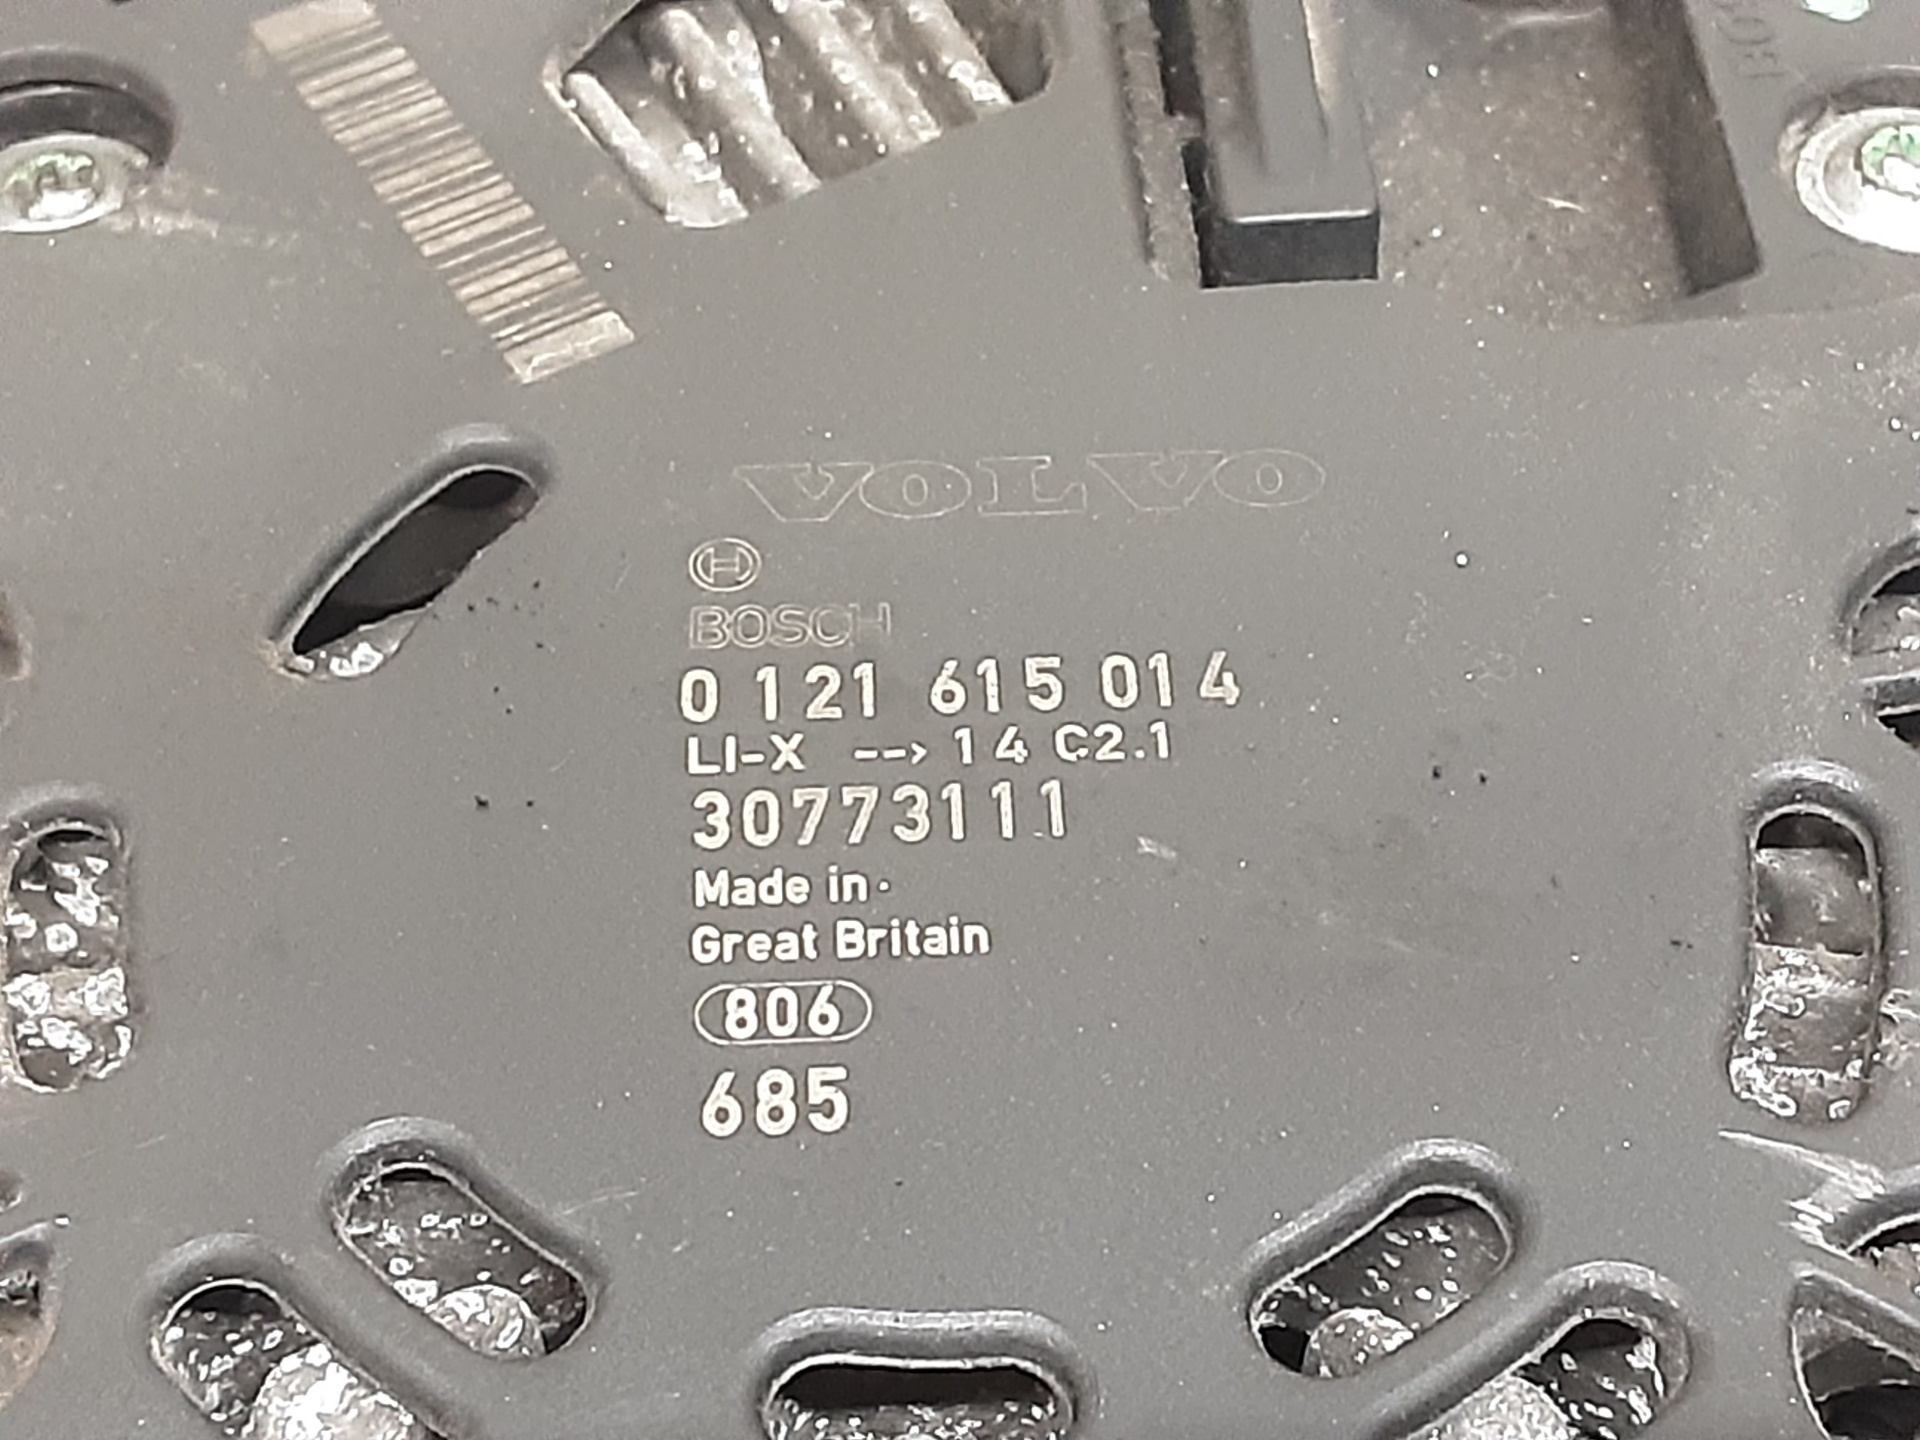 VOLVO
BOSCH
0 121 615 014
LI-X --> 14 C2.1
30773111
Made in
Great Britain
806
685